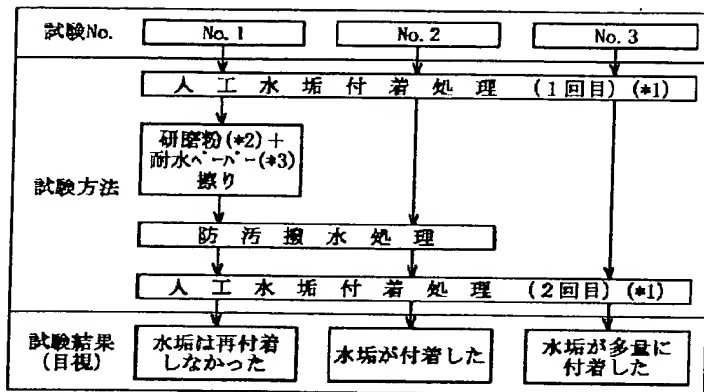 試験No.
No.1
No.2
No.3
人工水垢付着処理(1回目)(*1)
試験方法
研磨粉(*2)+
耐水ペーパー(*3)
擦り
防汚撥水処理
人工水垢付着処理(2回目)(*1)
試験結果
(目視)
水垢は再付着
しなかった
水垢が付着した
水垢が多量に
付着した